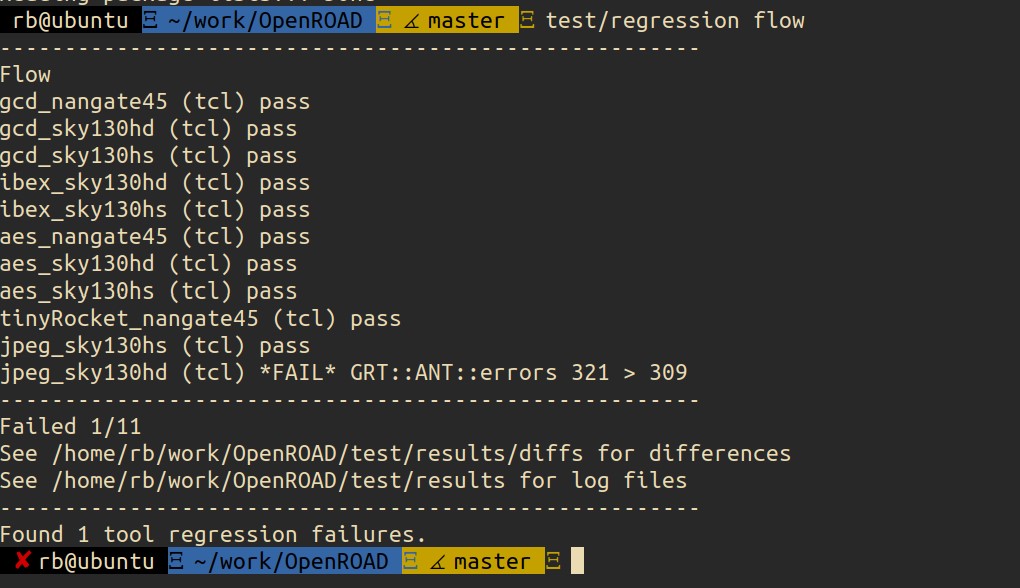 rb@ubuntu Ξ ~/work/OpenROAD Ξ ∡ master Ξ test/regression flow
------------------------------------------------------
Flow
gcd_nangate45 (tcl) pass
gcd_sky130hd (tcl) pass
gcd_sky130hs (tcl) pass
ibex_sky130hd (tcl) pass
ibex_sky130hs (tcl) pass
aes_nangate45 (tcl) pass
aes_sky130hd (tcl) pass
aes_sky130hs (tcl) pass
tinyRocket_nangate45 (tcl) pass
jpeg_sky130hs (tcl) pass
jpeg_sky130hd (tcl) *FAIL* GRT::ANT::errors 321 > 309
------------------------------------------------------
Failed 1/11
See /home/rb/work/OpenROAD/test/results/diffs for differences
See /home/rb/work/OpenROAD/test/results for log files
------------------------------------------------------
Found 1 tool regression failures.
✘ rb@ubuntu Ξ ~/work/OpenROAD Ξ ∡ master Ξ